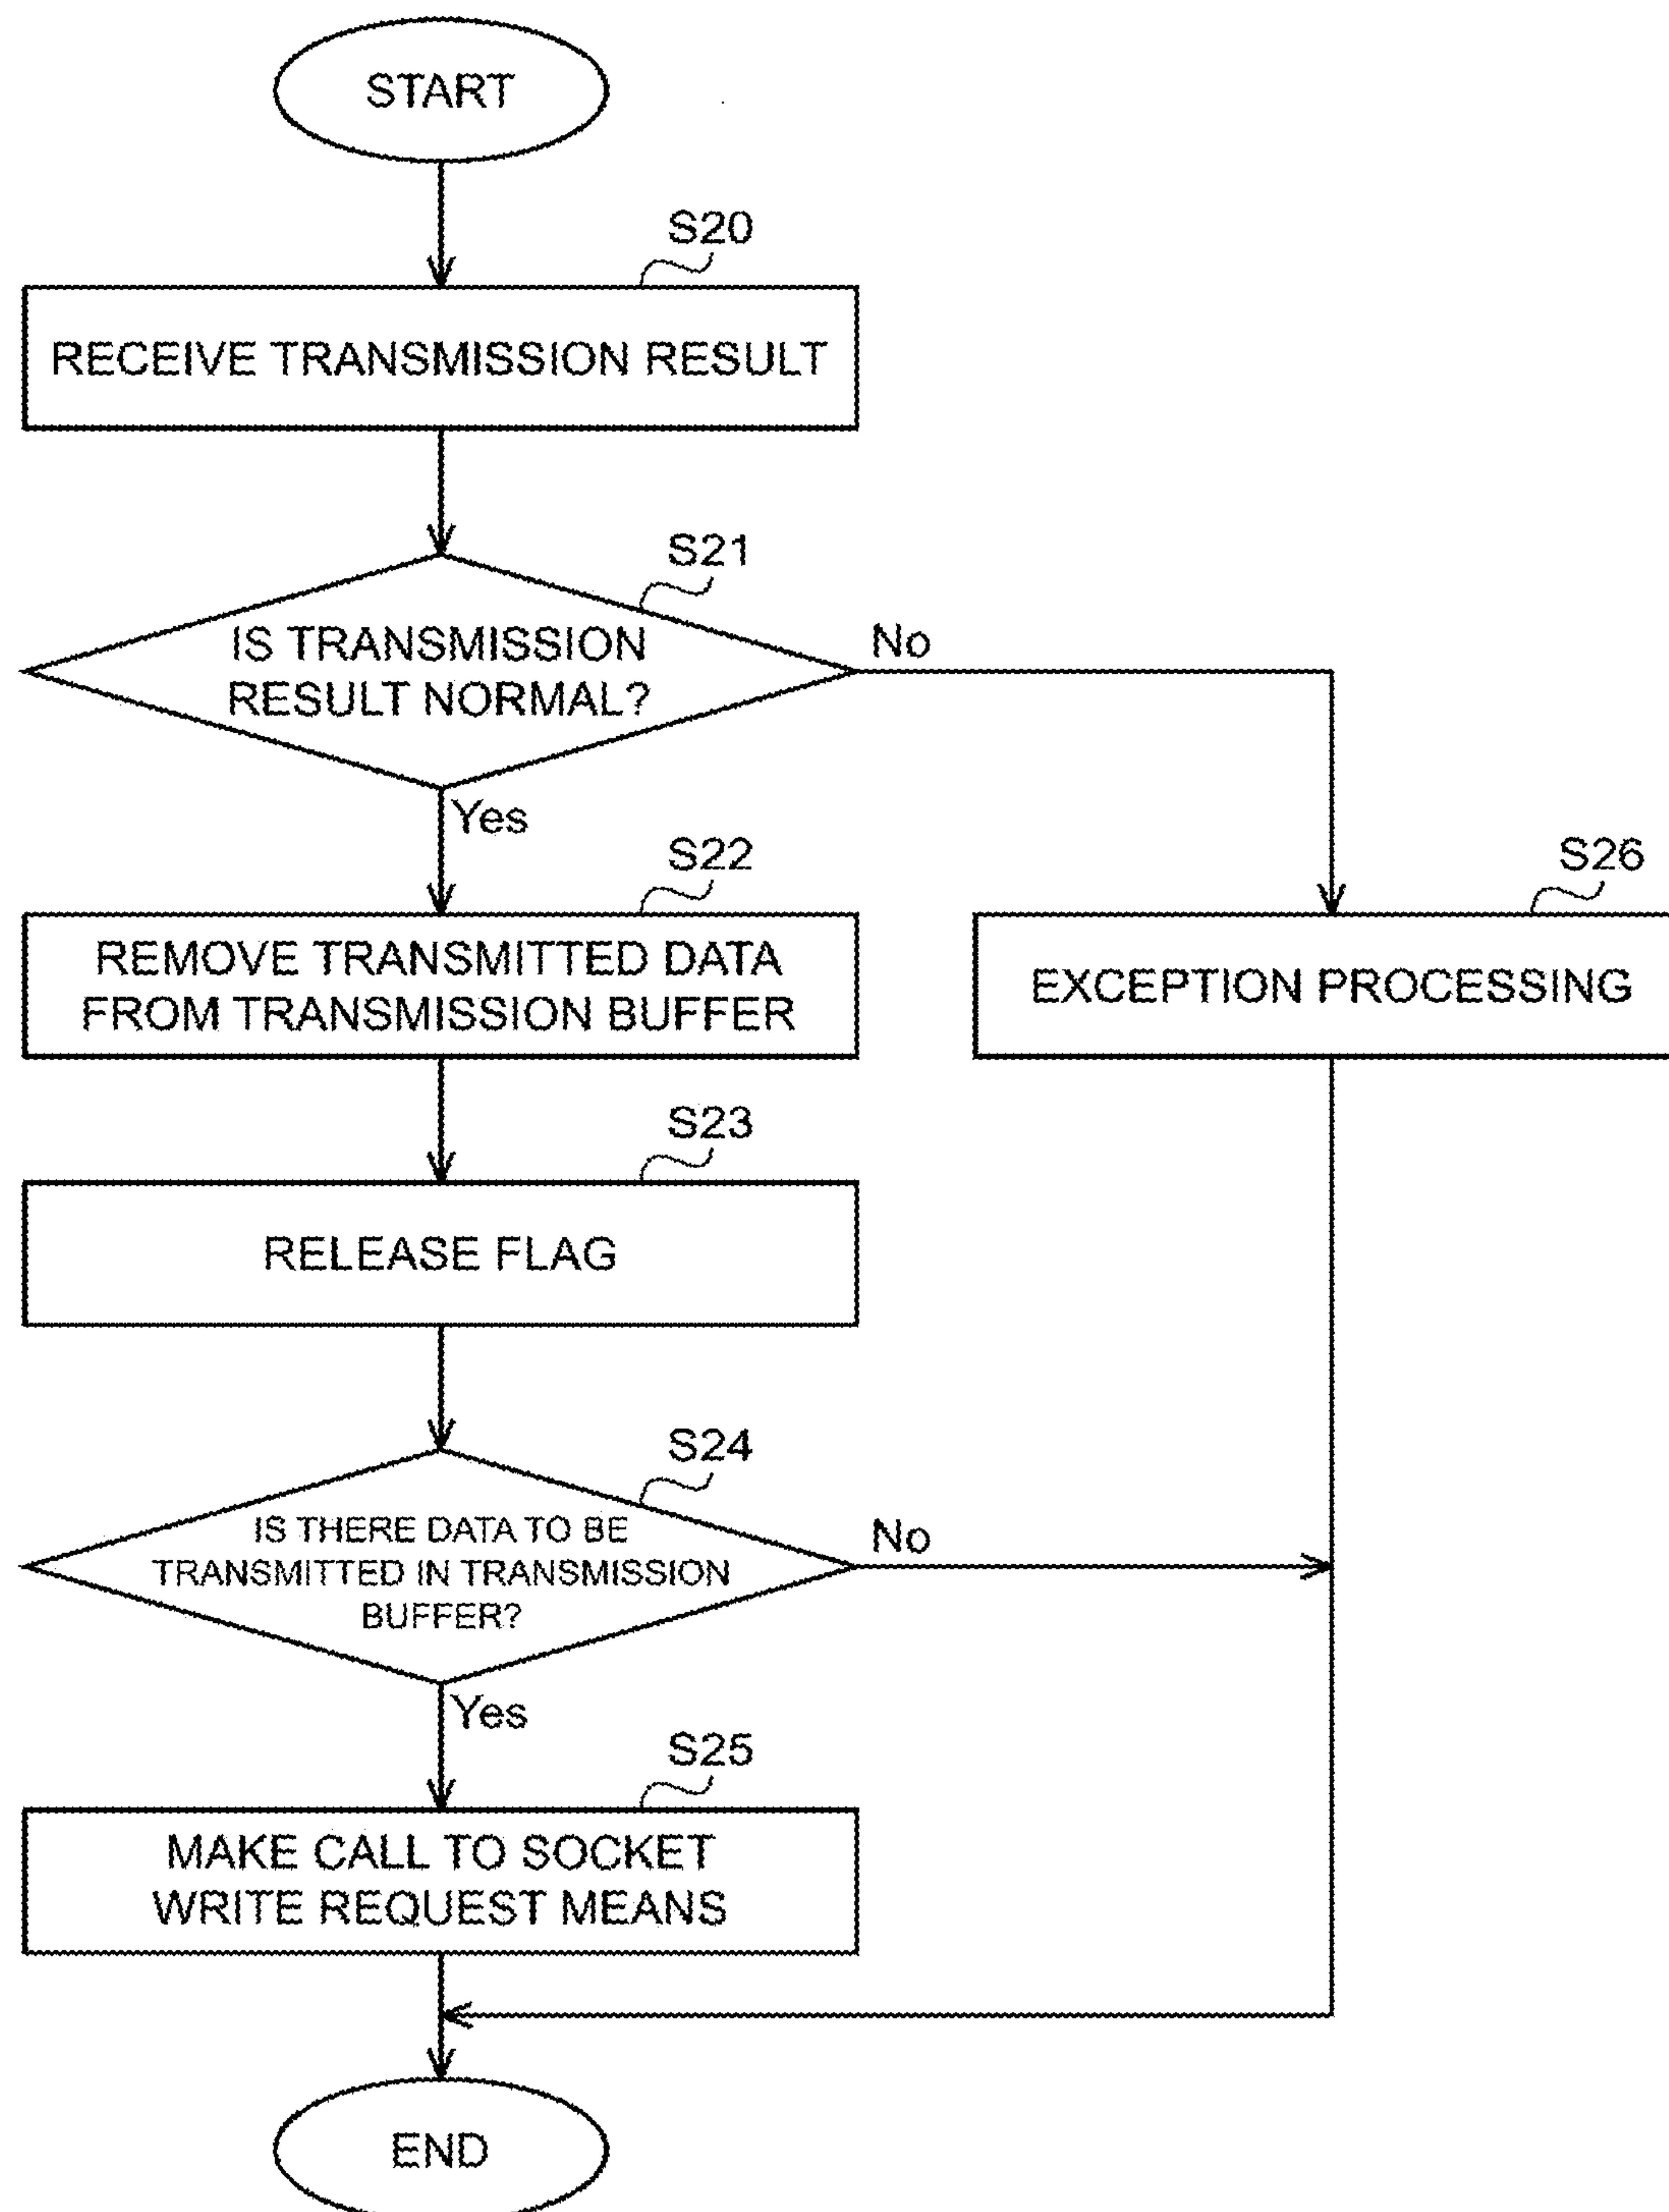 START
S20
RECEIVE TRANSMISSION RESULT
S21
IS TRANSMISSION
RESULT NORMAL?
No
Yes
S22
REMOVE TRANSMITTED DATA
FROM TRANSMISSION BUFFER
S26
EXCEPTION PROCESSING
S23
RELEASE FLAG
S24
IS THERE DATA TO BE
TRANSMITTED IN TRANSMISSION
BUFFER?
No
Yes
S25
MAKE CALL TO SOCKET
WRITE REQUEST MEANS
END